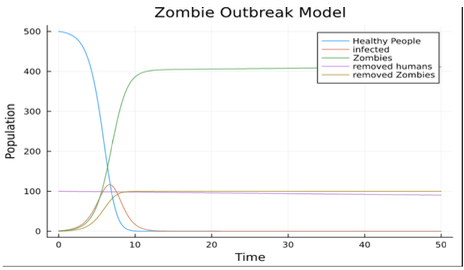 Zombie Outbreak Model
500
400
300
200
100
0
Population
Healthy People
infected
Zombies
removed humans
removed Zombies
0 10 20 30 40 50
Time